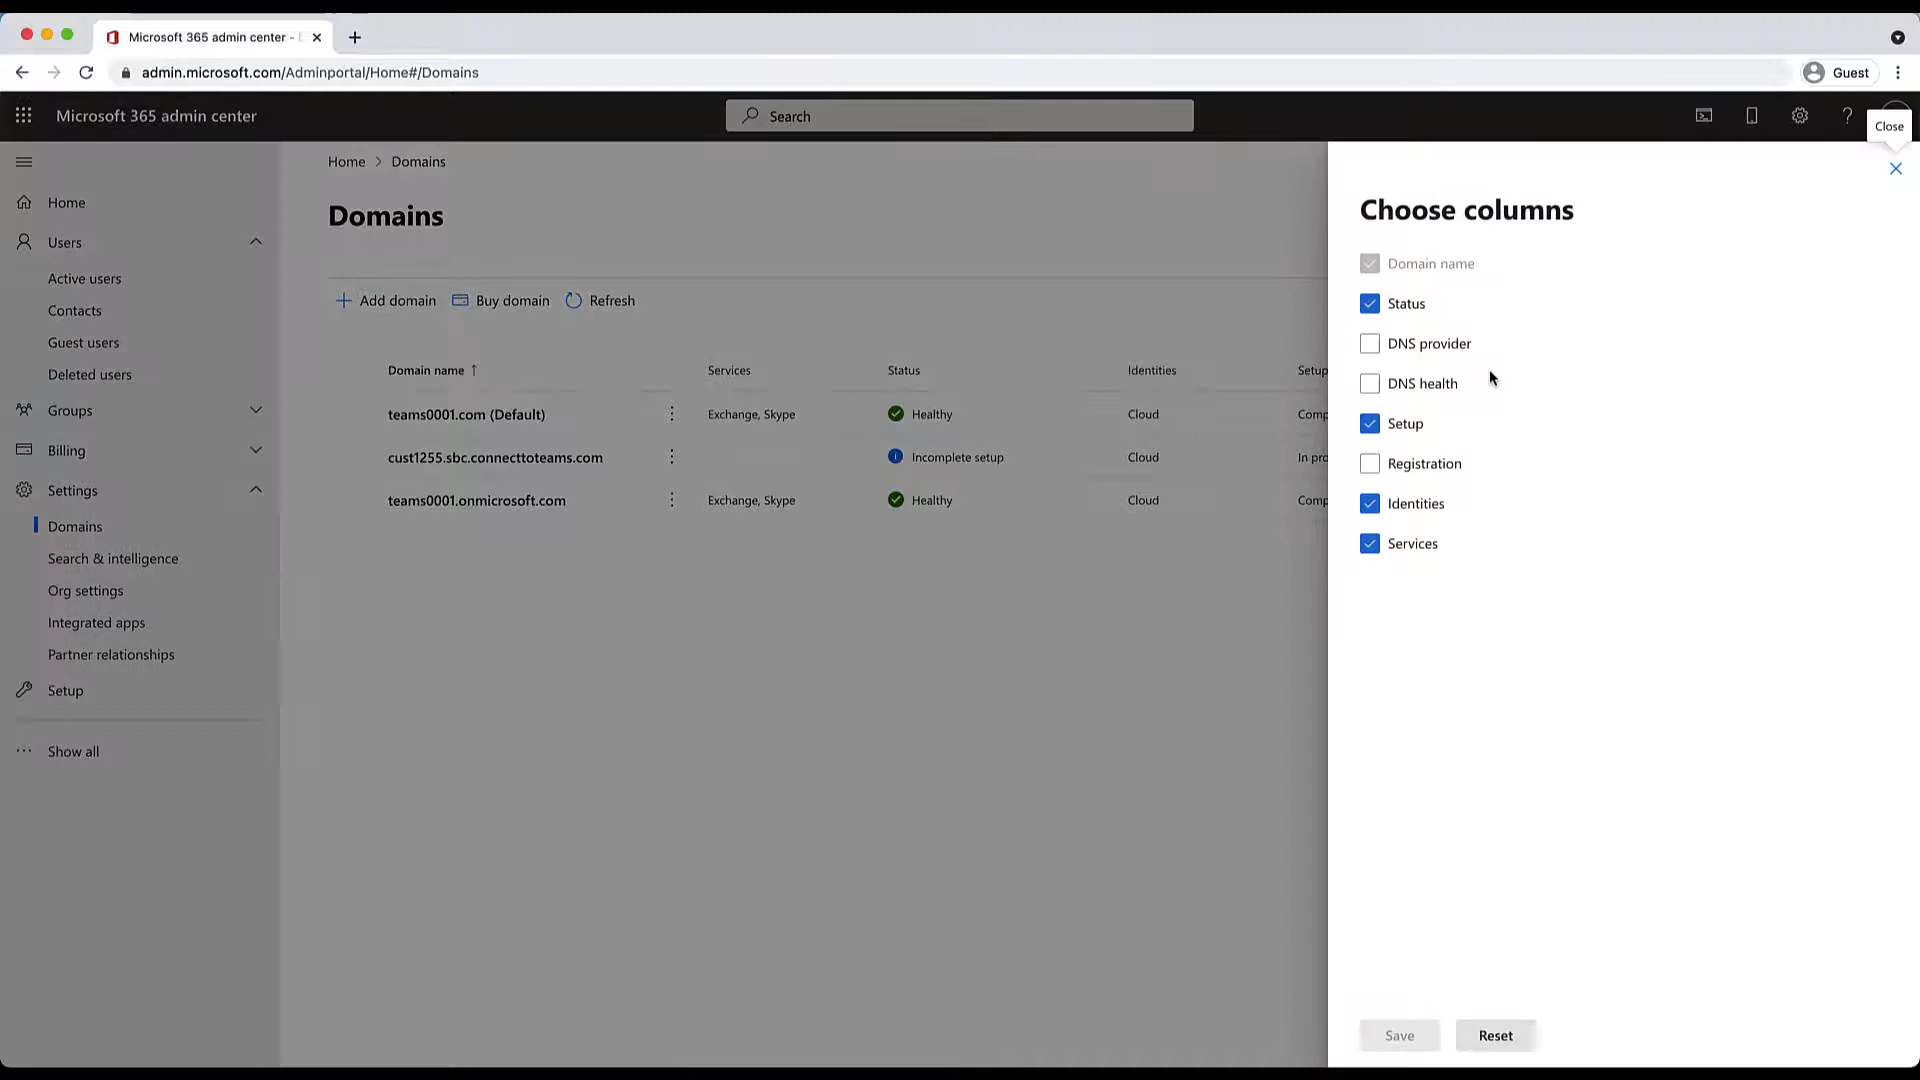 Microsoft 365 admin center -
admin.microsoft.com/Adminportal/Home#/Domains
Guest
Microsoft 365 admin center
Search
?
Close
Home
Users
Active users
Contacts
Guest users
Deleted users
Groups
Billing
Settings
Domains
Search & intelligence
Org settings
Integrated apps
Partner relationships
Setup
Show all
Home > Domains
Domains
Add domain Buy domain Refresh
Domain name ↑ Services Status Identities Setup
teams0001.com (Default) Exchange, Skype Healthy Cloud Comp
cust1255.sbc.connecttoteams.com Incomplete setup Cloud In pro
teams0001.onmicrosoft.com Exchange, Skype Healthy Cloud Comp
Choose columns
Domain name
Status
DNS provider
DNS health
Setup
Registration
Identities
Services
Save Reset